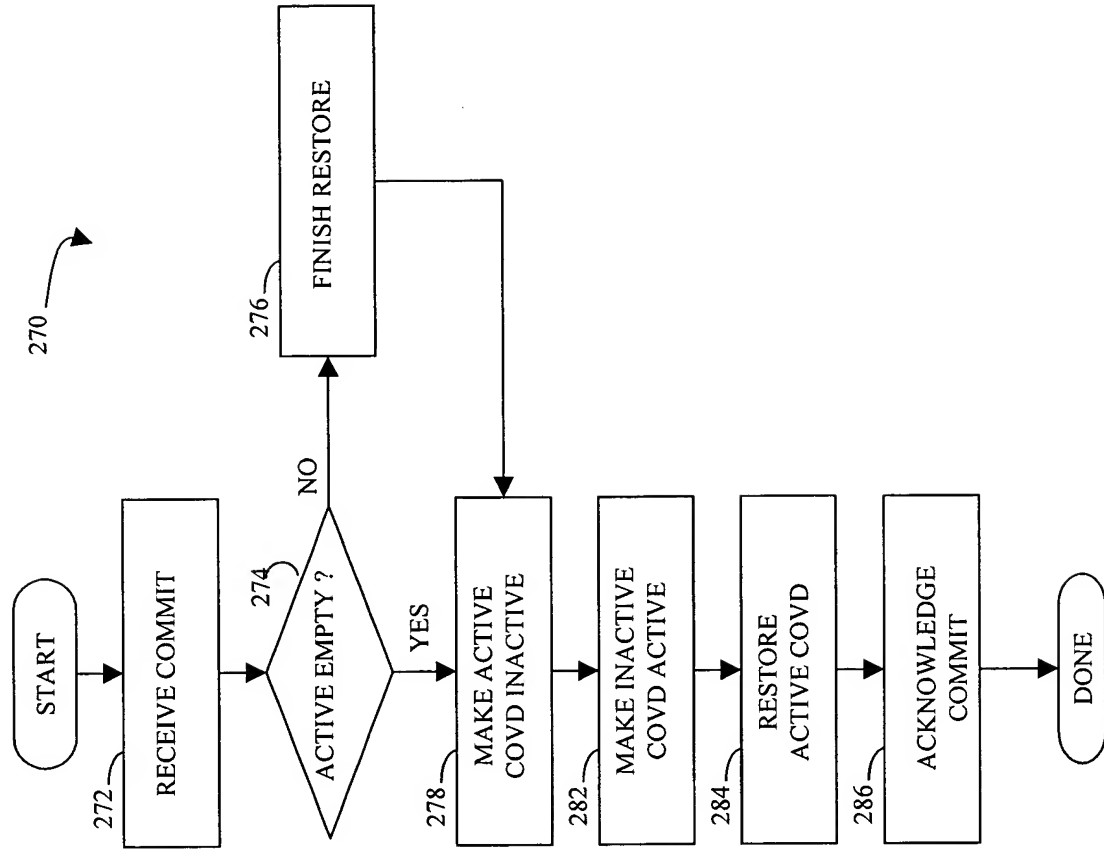 270
START
272
RECEIVE COMMIT
274
ACTIVE EMPTY ?
NO
276
FINISH RESTORE
YES
278
MAKE ACTIVE
COVD INACTIVE
282
MAKE INACTIVE
COVD ACTIVE
284
RESTORE
ACTIVE COVD
286
ACKNOWLEDGE
COMMIT
DONE